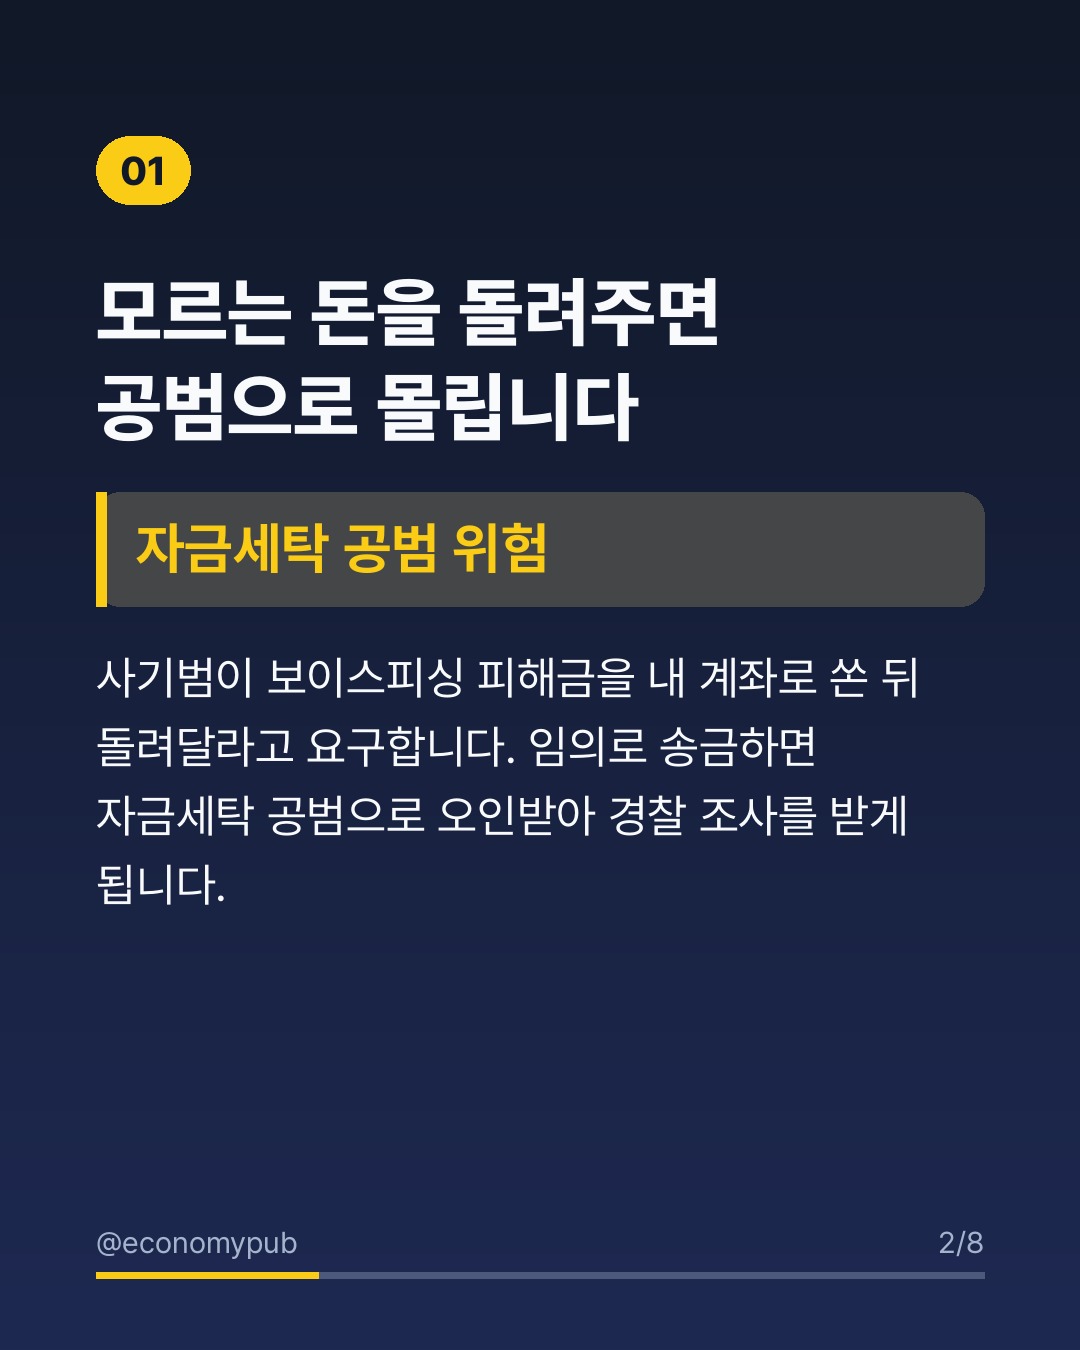 01
모르는 돈을 돌려주면
공범으로 몰립니다
자금세탁 공범 위험
사기범이 보이스피싱 피해금을 내 계좌로 쏜 뒤
돌려달라고 요구합니다. 임의로 송금하면
자금세탁 공범으로 오인받아 경찰 조사를 받게
됩니다.
@economypub
2/8